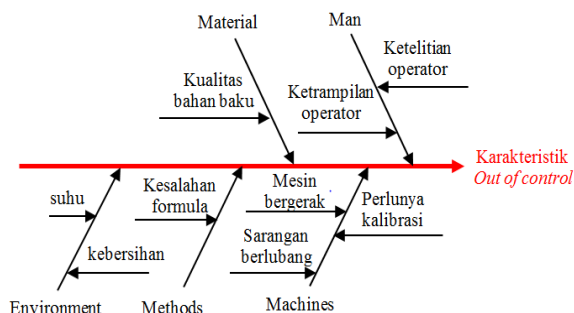 Material
Man
Ketelitian
operator
Kualitas
bahan baku
Ketrampilan
operator
Karakteristik
Out of control
suhu
Kesalahan
formula
Mesin
bergerak
Perlunya
kalibrasi
kebersihan
Sarangan
berlubang
Environment
Methods
Machines